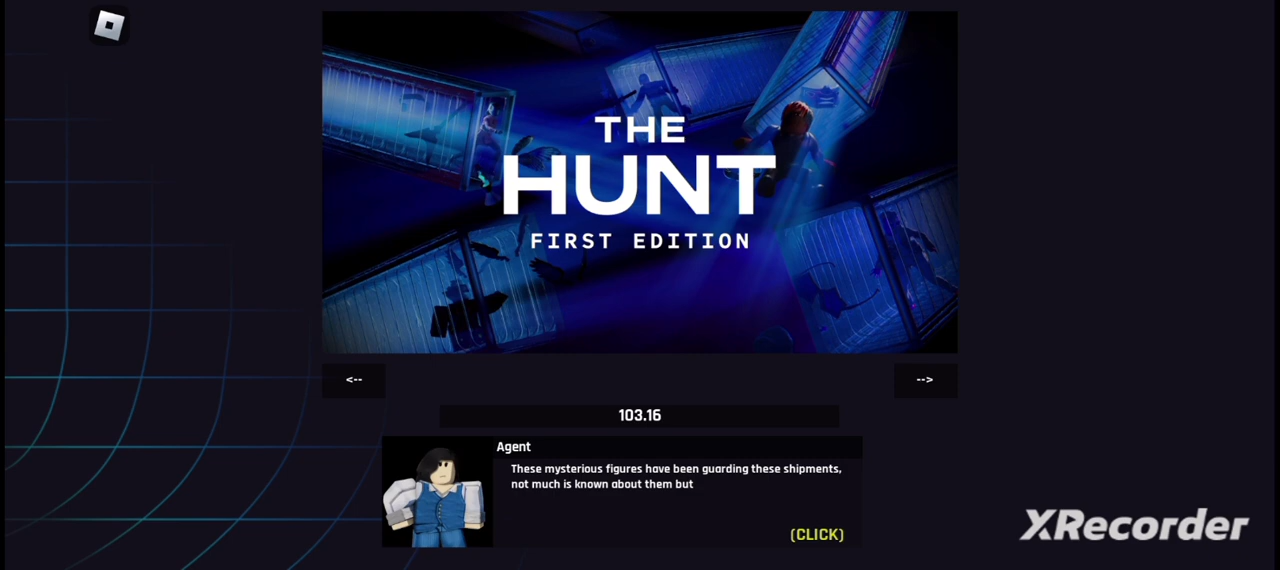 THE
HUNT
FIRST EDITION
<--
-->
103.16
Agent
These mysterious figures have been guarding these shipments,
not much is known about them but
(CLICK)
XRecorder